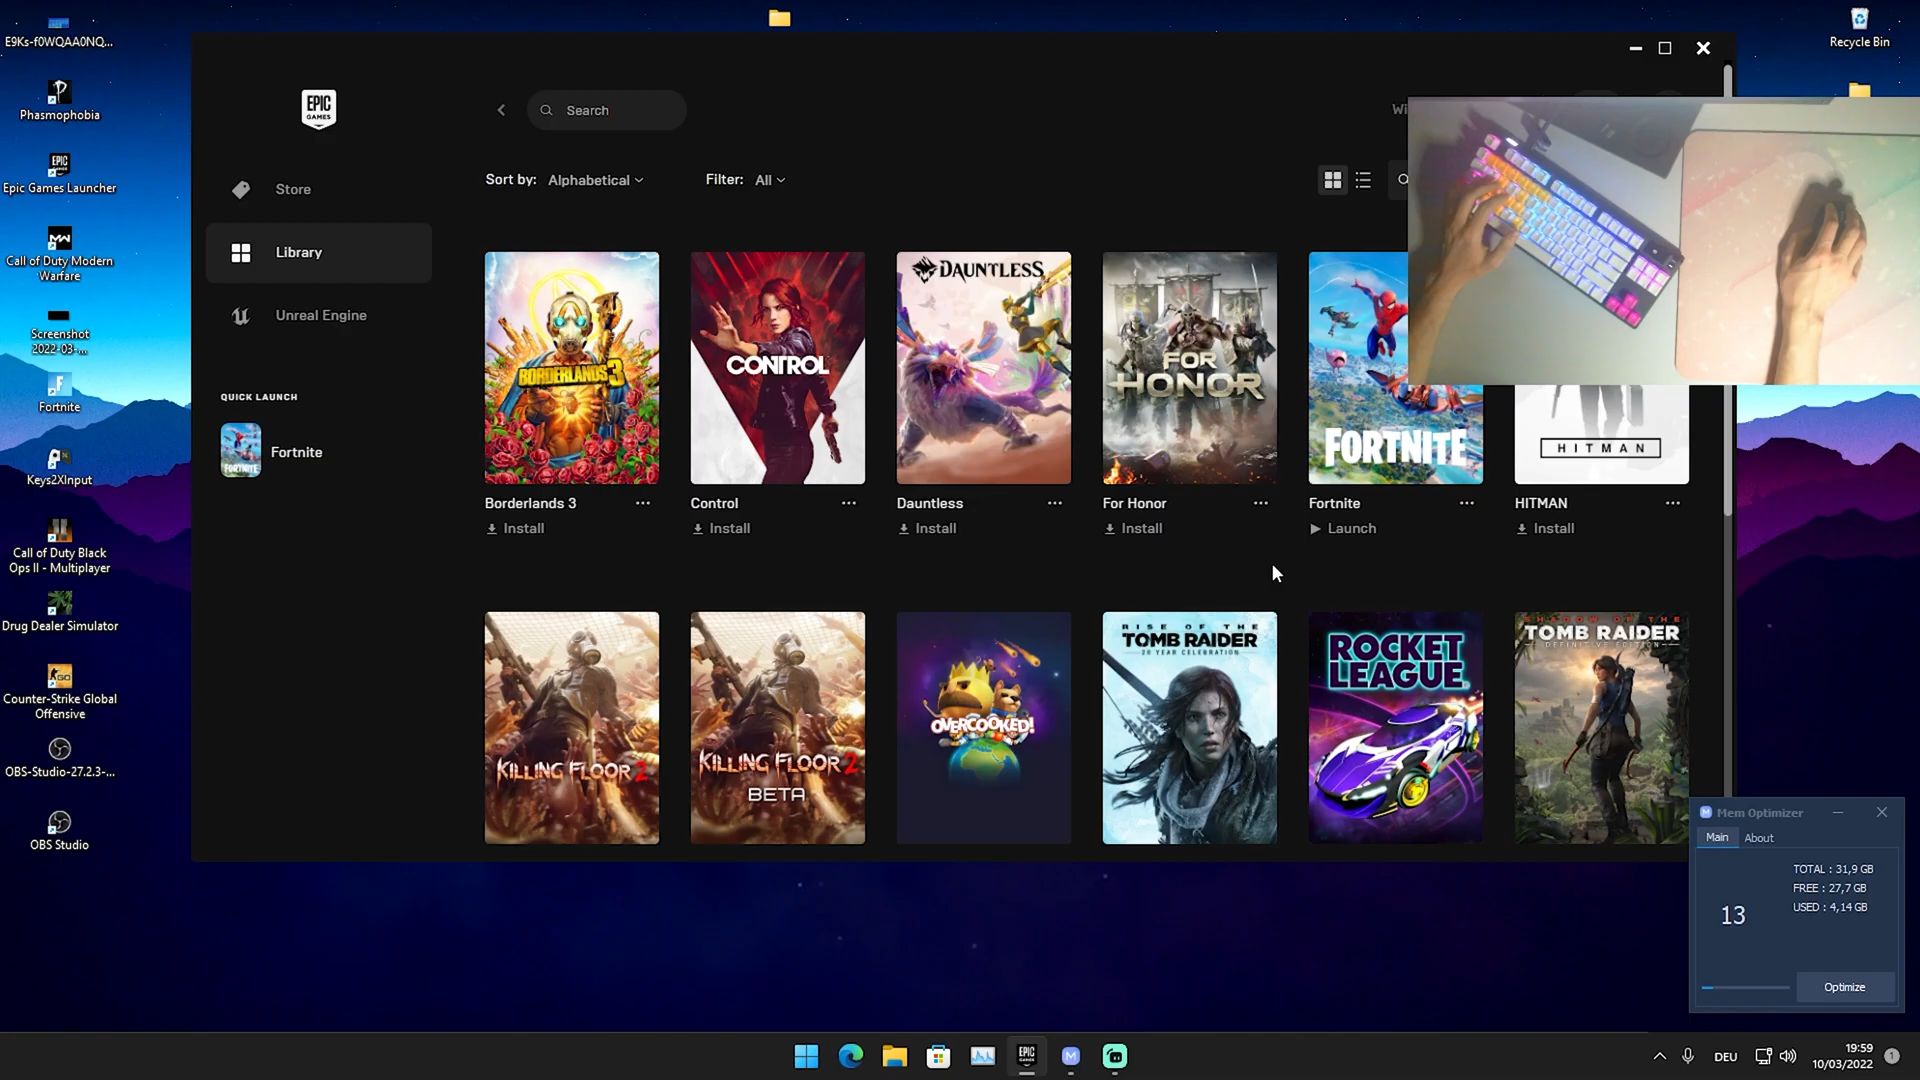 E9Ks-f0WQAA0NQ...
Phasmophobia
Epic Games Launcher
Call of Duty Modern
Warfare
Screenshot
2022-03-...
Fortnite
Keys2XInput
Call of Duty Black
Ops II - Multiplayer
Drug Dealer Simulator
Counter-Strike Global
Offensive
OBS-Studio-27.2.3-...
OBS Studio
Recycle Bin
EPIC
GAMES
Search
Wi
Store
Library
Unreal Engine
QUICK LAUNCH
FORTNITE
Fortnite
Sort by: Alphabetical
Filter: All
BORDERLANDS 3
CONTROL
DAUNTLESS
FOR
HONOR
FORTNITE
HITMAN
Borderlands 3 ...
Control ...
Dauntless ...
For Honor ...
Fortnite ...
HITMAN ...
Install
Install
Install
Install
Launch
Install
KILLING FLOOR 2
KILLING FLOOR 2
BETA
OVERCOOKED!
RISE OF THE
TOMB RAIDER
20 YEAR CELEBRATION
ROCKET
LEAGUE
SHADOW OF THE
TOMB RAIDER
DEFINITIVE EDITION
Mem Optimizer
Main About
TOTAL : 31,9 GB
FREE : 27,7 GB
USED : 4,14 GB
13
Optimize
DEU
19:59
10/03/2022
1